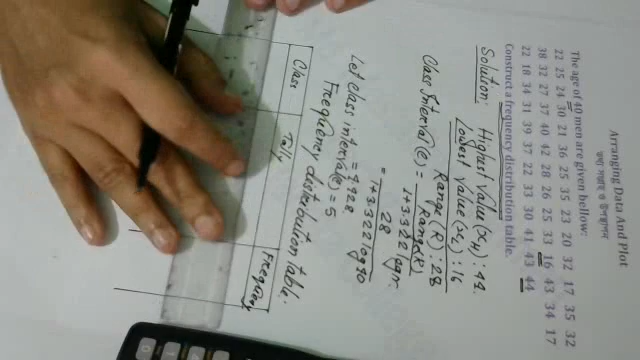 Arranging Data And Plot
The age of 40 men are given bellow:
22 25 24 30 21 36 25 35 23 20 32 17 35 32
38 32 27 37 40 42 28 26 25 33 16 43 34 17
22 18 34 31 39 37 22 33 30 41 43 44
Construct a frequency distribution table.
Solution: Highest value (xH) : 44
Lowest value (xL) : 16
Range (R) : 28
Class Interval (c) = Range (R)
1+3.322 log n
= 28
1+3.322 log 40
Let class int. = 4.428
Frequency interval(c) = 5
Frequency distribution table:
Class Tally Frequency